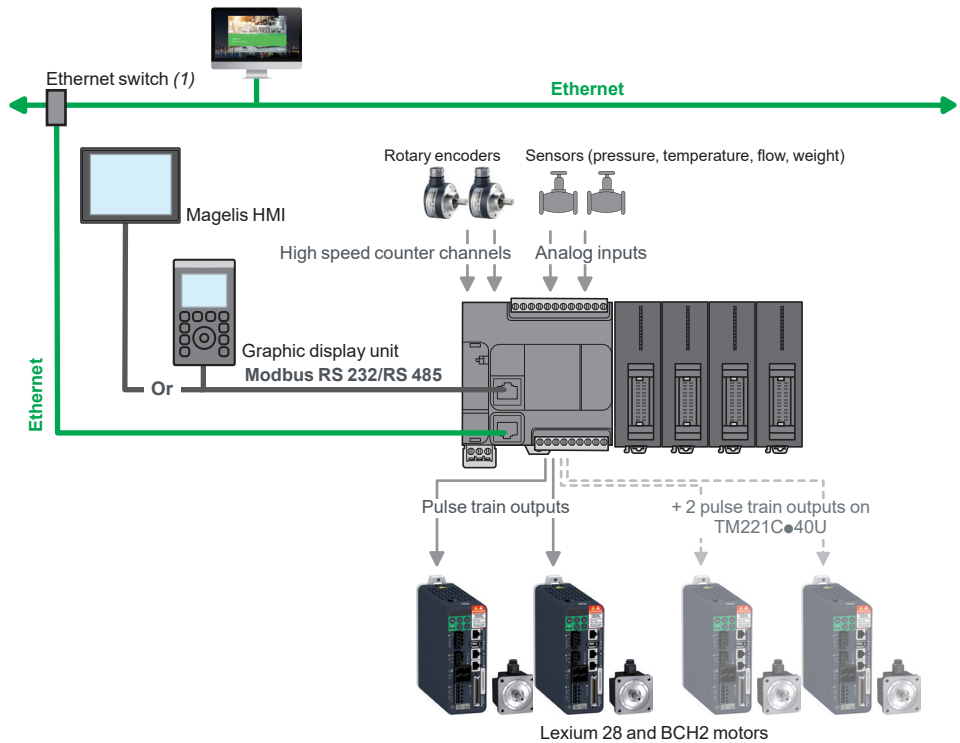 Ethernet switch (1)
Ethernet
Rotary encoders
Sensors (pressure, temperature, flow, weight)
Magelis HMI
High speed counter channels
Analog inputs
Graphic display unit
Modbus RS 232/RS 485
Or
Ethernet
Pulse train outputs
+ 2 pulse train outputs on
TM221C●40U
Lexium 28 and BCH2 motors